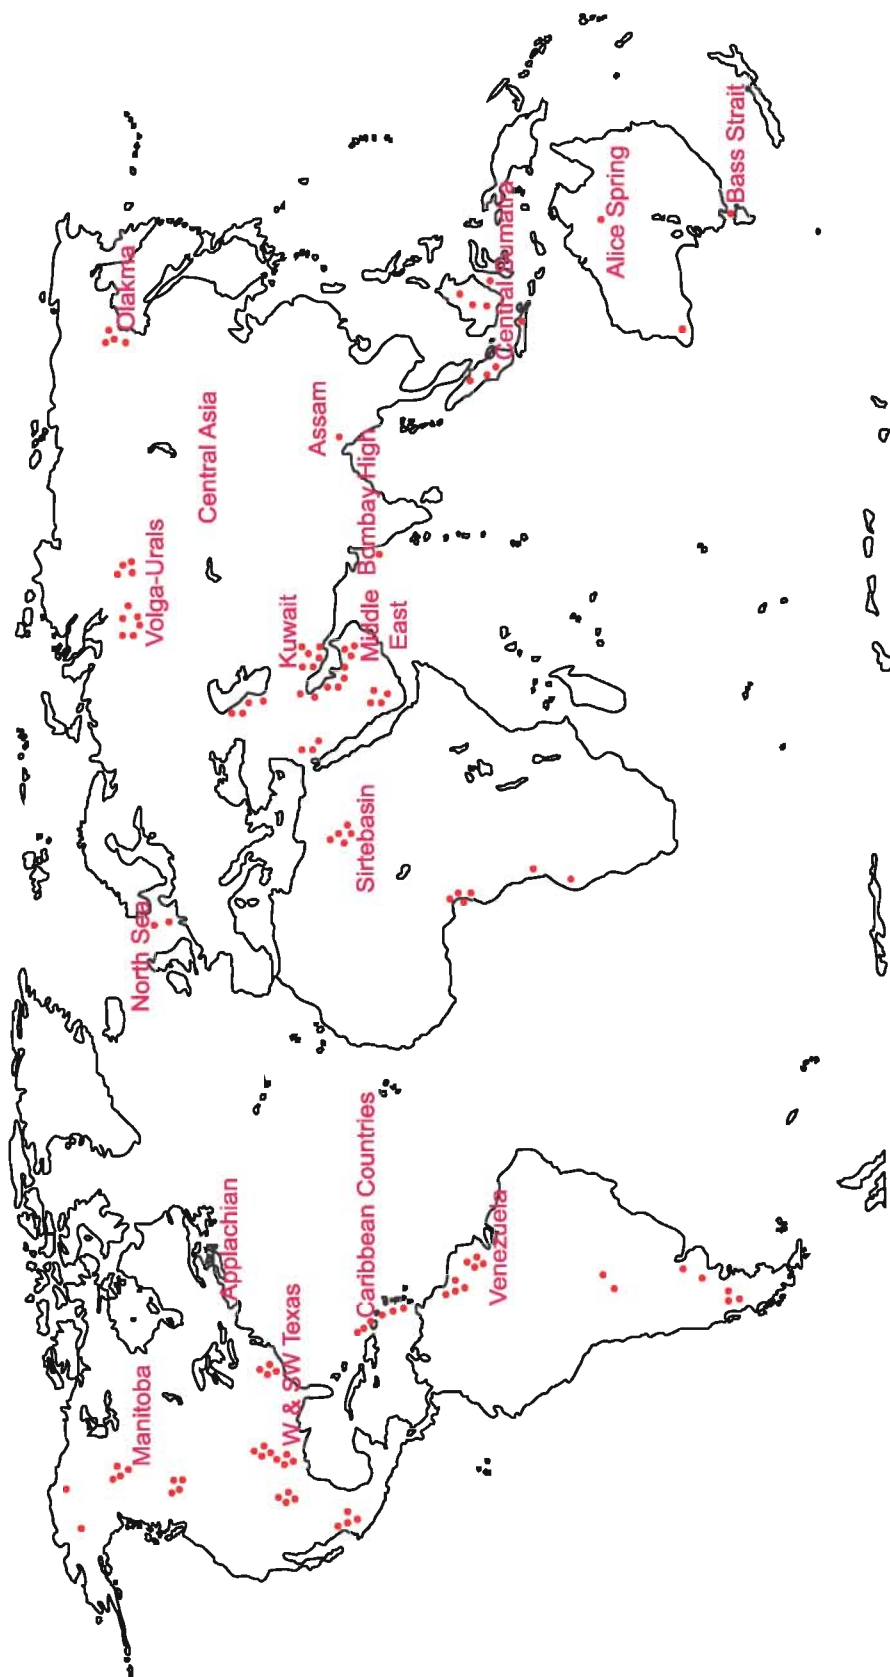 Manitoba
Applachian
W & SW Texas
Caribbean Countries
Venezuela
North Sea
Sirtebasin
Volga-Urals
Central Asia
Olakma
Kuwait
Middle
East
Bombay High
Assam
Central Sumatra
Alice Spring
Bass Strait